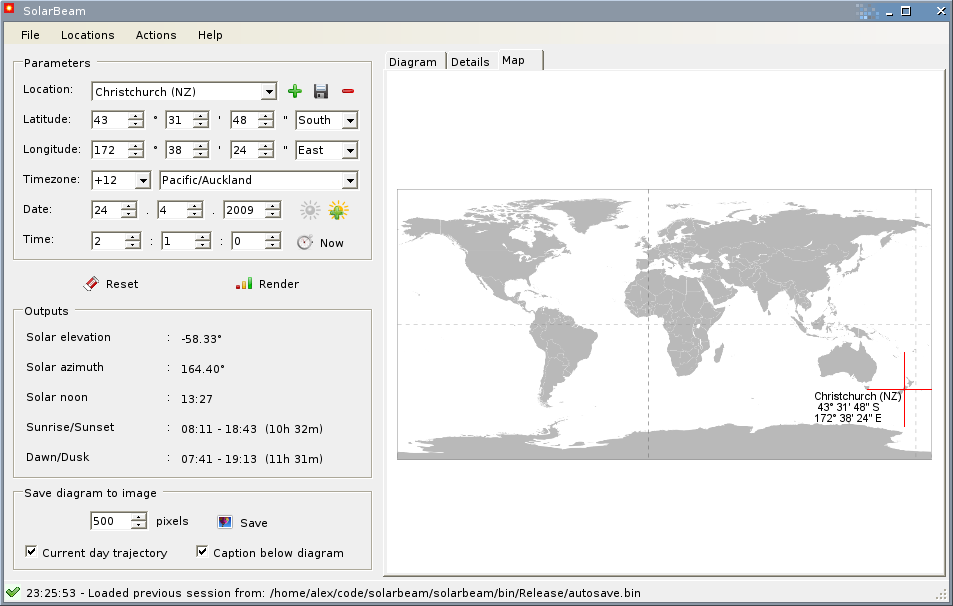 SolarBeam
File Locations Actions Help
Parameters
Location: Christchurch (NZ)
Latitude: 43 ° 31 ' 48 " South
Longitude: 172 ° 38 ' 24 " East
Timezone: +12 Pacific/Auckland
Date: 24 . 4 . 2009
Time: 2 : 1 : 0 Now
Reset Render
Outputs
Solar elevation : -58.33°
Solar azimuth : 164.40°
Solar noon : 13:27
Sunrise/Sunset : 08:11 - 18:43 (10h 32m)
Dawn/Dusk : 07:41 - 19:13 (11h 31m)
Save diagram to image
500 pixels Save
Current day trajectory Caption below diagram
Diagram Details Map
Christchurch (NZ)
43° 31' 48" S
172° 38' 24" E
23:25:53 - Loaded previous session from: /home/alex/code/solarbeam/solarbeam/bin/Release/autosave.bin